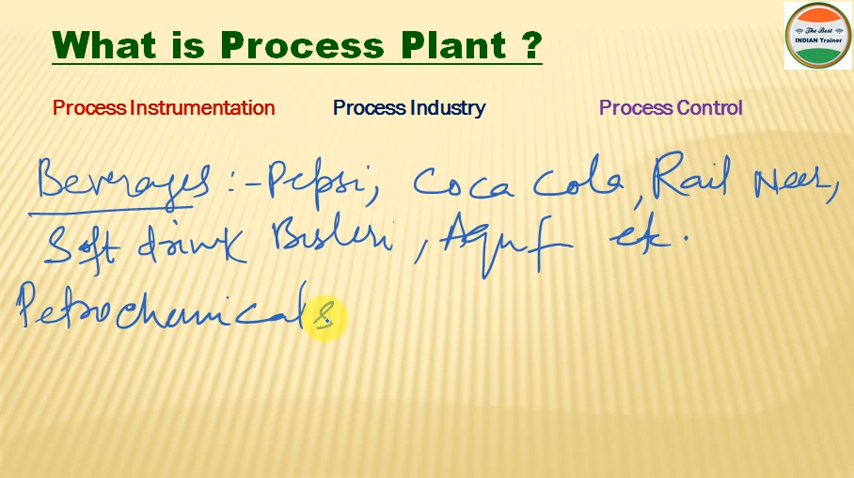 What is Process Plant ?
The Best
INDIAN Trainer
Process Instrumentation Process Industry Process Control
Beverages :- Pepsi, Coca Cola, Rail Neer,
Soft drink Bisleri, Aquf etc.
Petrochemicals